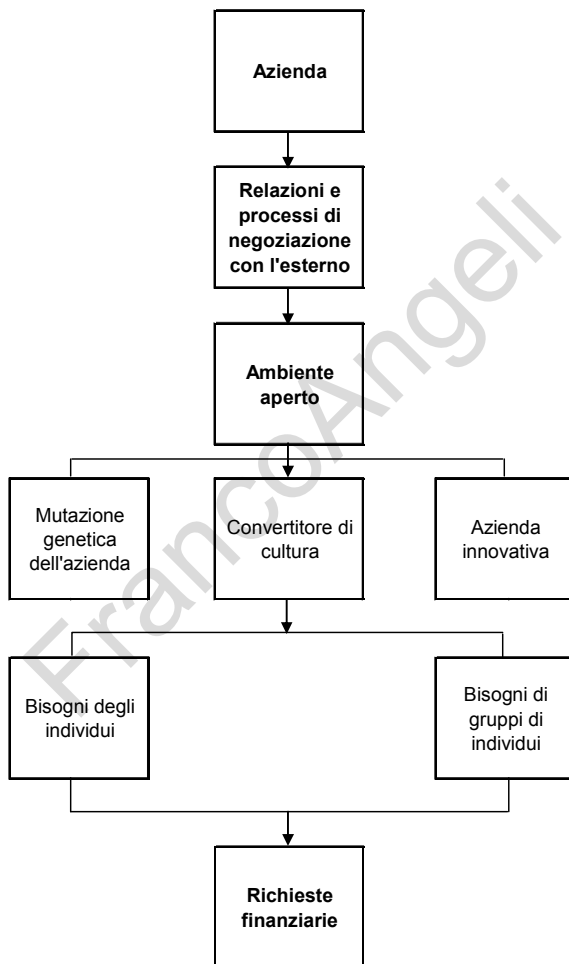 Azienda
Relazioni e
processi di
negoziazione
con l'esterno
Ambiente
aperto
Mutazione
genetica
dell'azienda
Convertitore di
cultura
Azienda
innovativa
Bisogni degli
individui
Bisogni di
gruppi di
individui
Richieste
finanziarie
FrancoAngeli